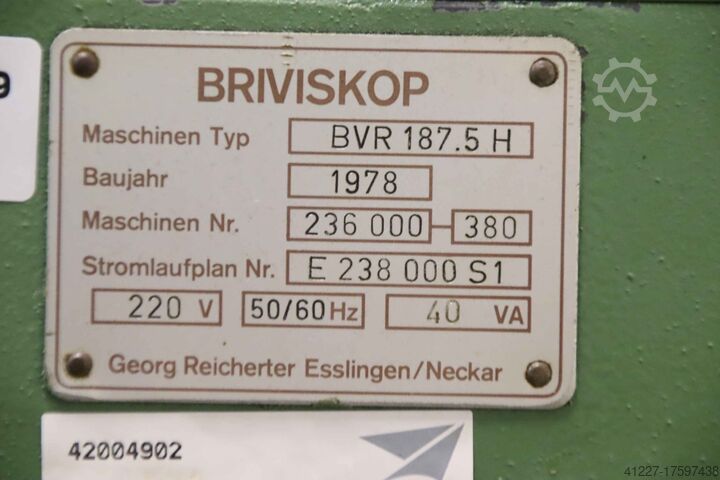 9
BRIVISKOP
Maschinen Typ BVR 187.5 H
Baujahr 1978
Maschinen Nr. 236 000-380
Stromlaufplan Nr. E 238 000 S1
220 V 50/60 Hz 40 VA
Georg Reicherter Esslingen/Neckar
42004902
41227-17597438